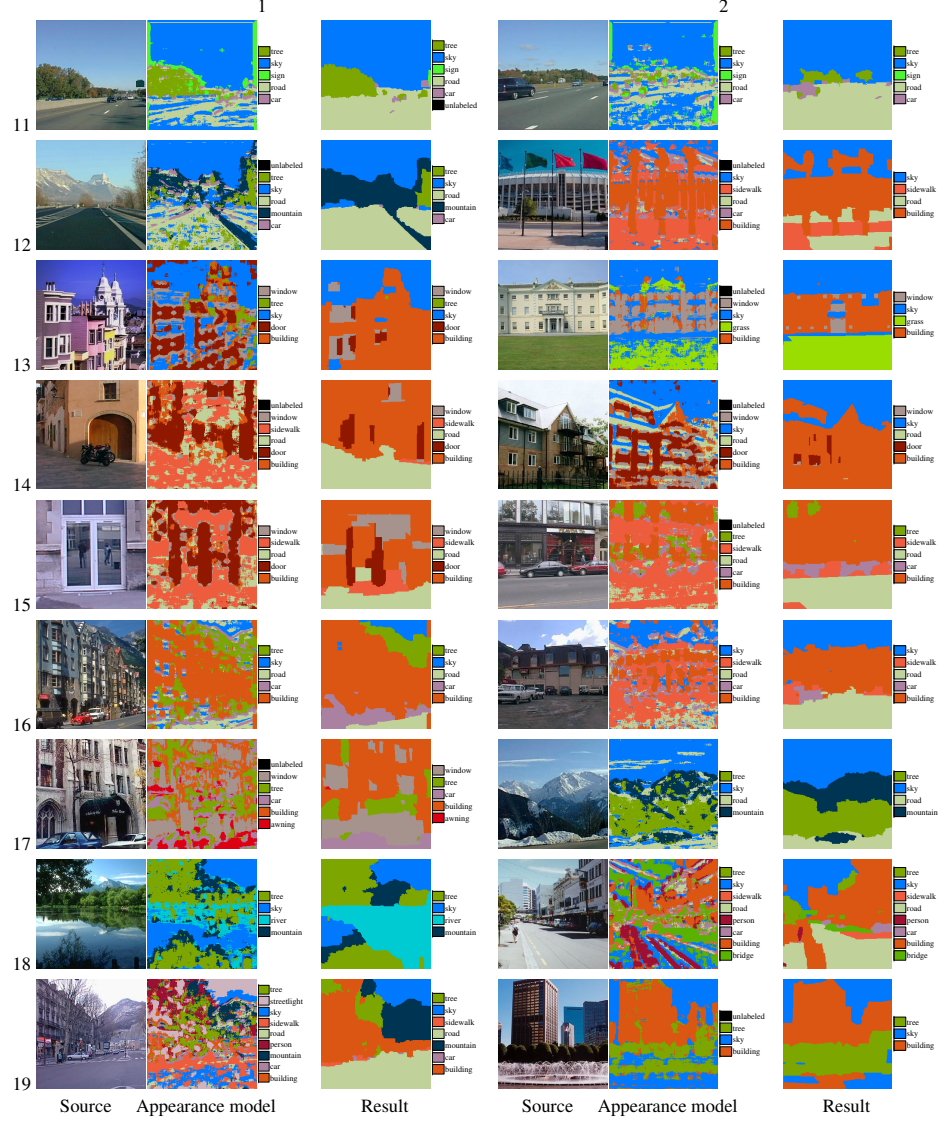 1 2
tree
sky
sign
road
car
tree
sky
sign
road
car
unlabeled
tree
sky
sign
road
car
tree
sky
road
car
11
unlabeled
tree
sky
road
mountain
car
tree
sky
road
mountain
car
unlabeled
sky
sidewalk
road
car
building
sky
sidewalk
road
building
12
window
tree
sky
door
building
window
tree
sky
door
building
unlabeled
window
sky
grass
building
window
sky
grass
building
13
unlabeled
window
sidewalk
road
door
building
window
sidewalk
road
door
building
unlabeled
window
sky
road
door
building
window
sky
road
door
building
14
window
sidewalk
road
door
building
window
sidewalk
road
door
building
unlabeled
tree
sidewalk
road
car
building
tree
sidewalk
road
car
building
15
tree
sky
road
car
building
tree
sky
road
car
building
sky
sidewalk
road
car
building
sky
sidewalk
road
car
building
16
unlabeled
window
tree
car
building
awning
window
tree
car
building
awning
tree
sky
road
mountain
tree
sky
road
mountain
17
tree
sky
river
mountain
tree
sky
river
mountain
tree
sky
sidewalk
road
person
car
building
bridge
tree
sky
sidewalk
road
person
car
building
bridge
18
tree
streetlight
sky
sidewalk
road
person
mountain
car
building
tree
sky
sidewalk
road
mountain
car
building
unlabeled
tree
sky
building
tree
sky
building
19
Source Appearance model Result Source Appearance model Result